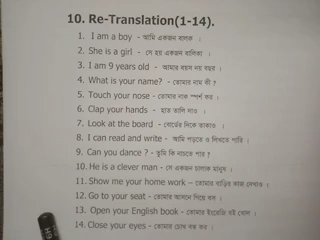 10. Re-Translation(1-14).
1. I am a boy - আমি একজন বালক .
2. She is a girl - সে হয় একজন বালিকা .
3. I am 9 years old - আমার বয়স নয় বছর .
4. What is your name? - তোমার নাম কী ?
5. Touch your nose - তোমার নাক স্পর্শ কর .
6. Clap your hands - হাত তালি দাও .
7. Look at the board - বোর্ডের দিকে তাকাও .
8. I can read and write - আমি পড়তে ও লিখতে পারি .
9. Can you dance ? - তুমি কি নাচতে পার ?
10. He is a clever man - সে একজন চালাক মানুষ .
11. Show me your home work – তোমার বাড়ির কাজ দেখাও .
12. Go to your seat - তোমার আসনে গিয়ে বস .
13. Open your English book - তোমার ইংরেজি বই খোল .
14. Close your eyes - তোমার চোখ বন্ধ কর .